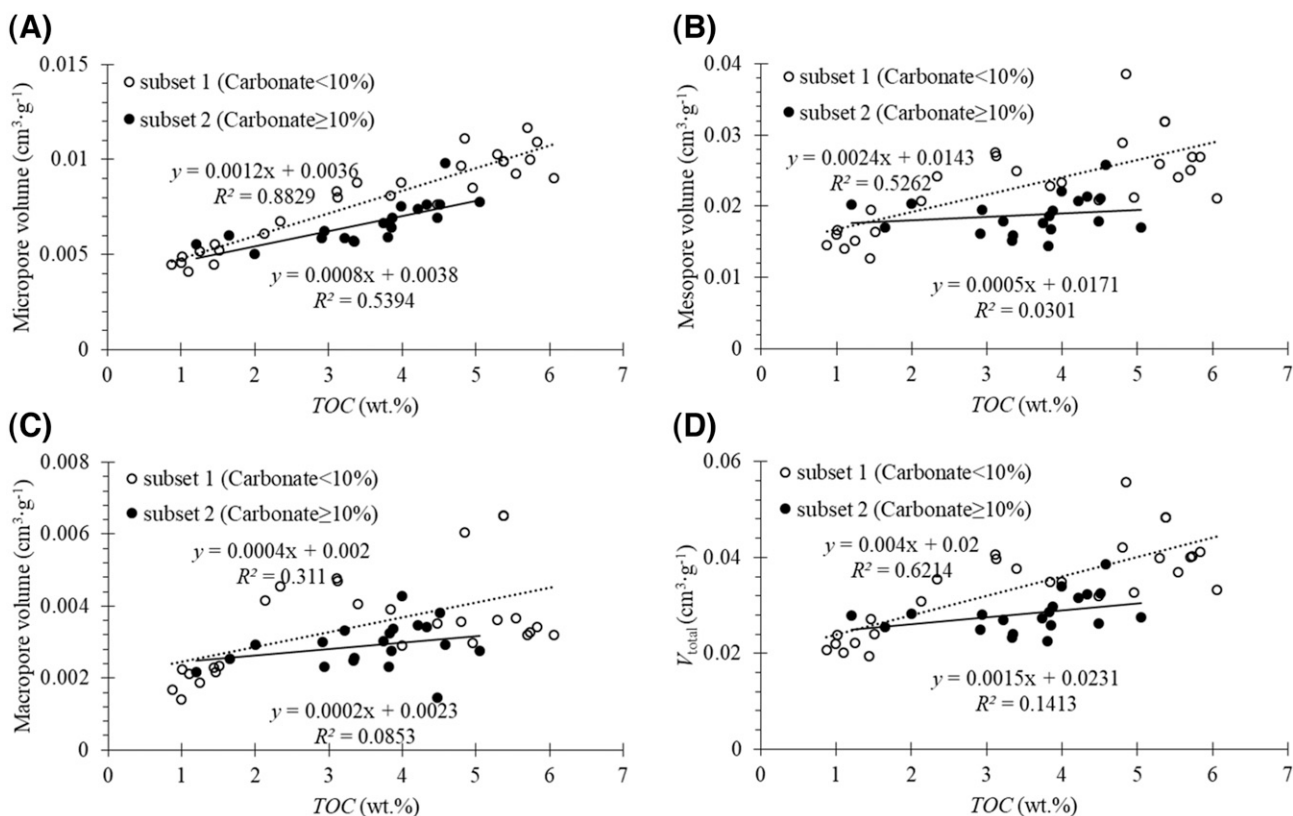 (A)
Micropore volume (cm³·g⁻¹)
0.015
0.01
0.005
0
subset 1 (Carbonate<10%)
subset 2 (Carbonate≥10%)
y = 0.0012x + 0.0036
R² = 0.8829
y = 0.0008x + 0.0038
R² = 0.5394
0 1 2 3 4 5 6 7
TOC (wt.%)
(B)
Mesopore volume (cm³·g⁻¹)
0.04
0.03
0.02
0.01
0
subset 1 (Carbonate<10%)
subset 2 (Carbonate≥10%)
y = 0.0024x + 0.0143
R² = 0.5262
y = 0.0005x + 0.0171
R² = 0.0301
0 1 2 3 4 5 6 7
TOC (wt.%)
(C)
Macropore volume (cm³·g⁻¹)
0.008
0.006
0.004
0.002
0
subset 1 (Carbonate<10%)
subset 2 (Carbonate≥10%)
y = 0.0004x + 0.002
R² = 0.311
y = 0.0002x + 0.0023
R² = 0.0853
0 1 2 3 4 5 6 7
TOC (wt.%)
(D)
Vtotal (cm³·g⁻¹)
0.06
0.04
0.02
0
subset 1 (Carbonate<10%)
subset 2 (Carbonate≥10%)
y = 0.004x + 0.02
R² = 0.6214
y = 0.0015x + 0.0231
R² = 0.1413
0 1 2 3 4 5 6 7
TOC (wt.%)